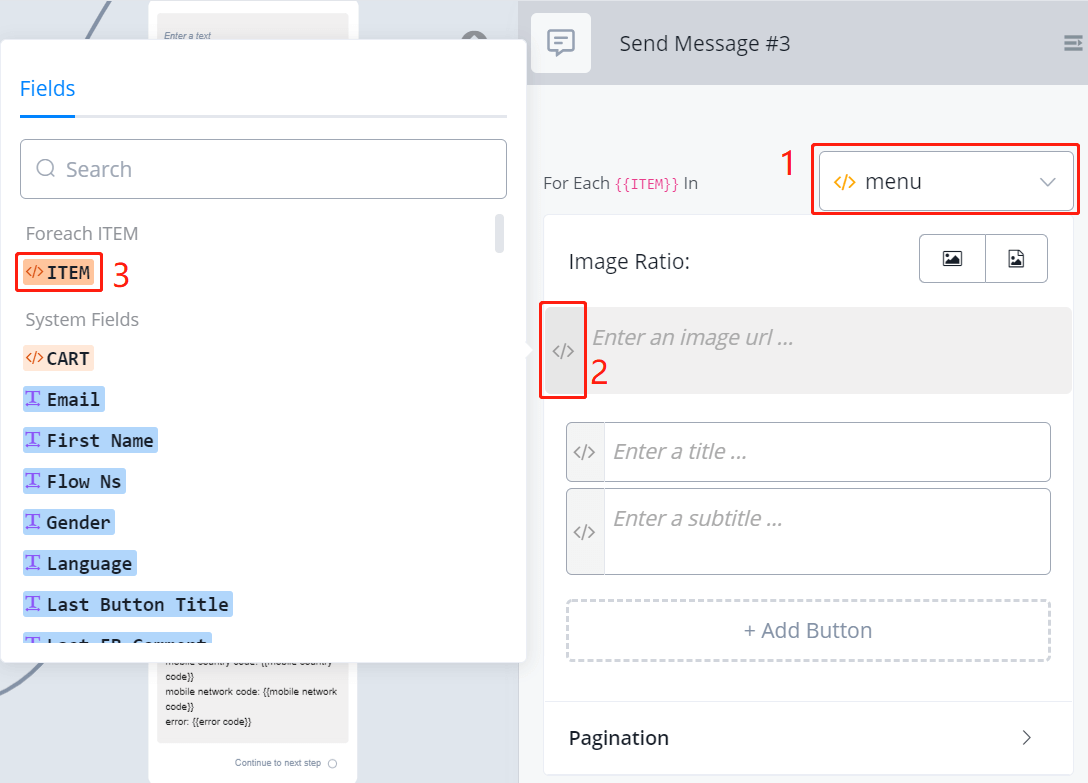 Enter a text
Fields
Search
Foreach ITEM
</> ITEM
3
System Fields
</> CART
Email
First Name
Flow Ns
Gender
Language
Last Button Title
Last FB Comment
mobile country code: {{mobile country
code}}
mobile network code: {{mobile network
code}}
error: {{error code}}
Continue to next step
Send Message #3
1
For Each {{ITEM}} In
</> menu
Image Ratio:
</> Enter an image url ...
2
</> Enter a title ...
</> Enter a subtitle ...
+ Add Button
Pagination